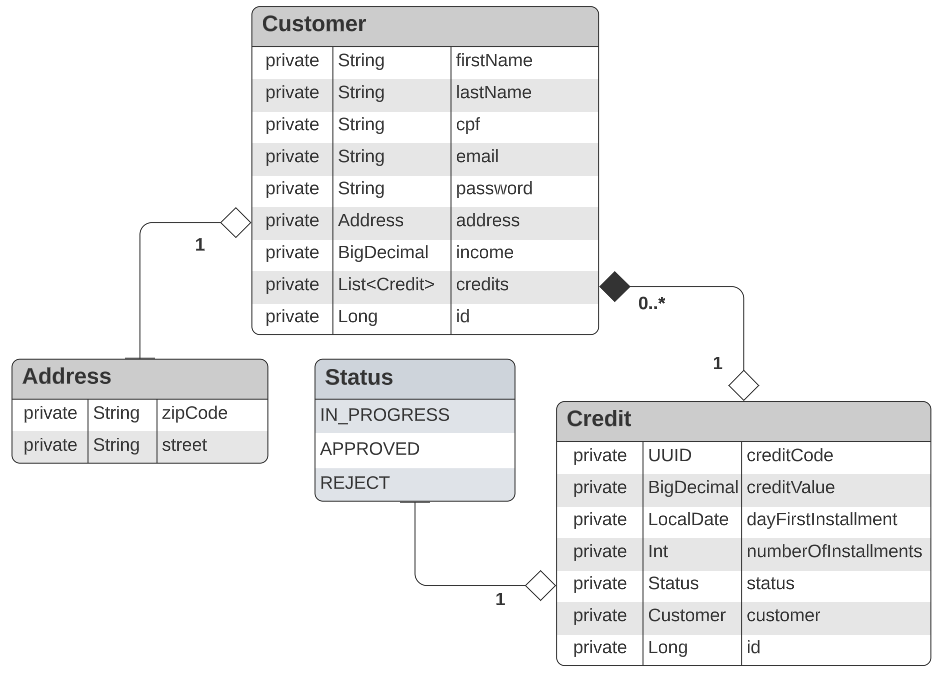 Customer
private String firstName
private String lastName
private String cpf
private String email
private String password
private Address address
private BigDecimal income
private List<Credit> credits
private Long id
1
0..*
1
Address
private String zipCode
private String street
Status
IN_PROGRESS
APPROVED
REJECT
1
Credit
private UUID creditCode
private BigDecimal creditValue
private LocalDate dayFirstInstallment
private Int numberOfInstallments
private Status status
private Customer customer
private Long id